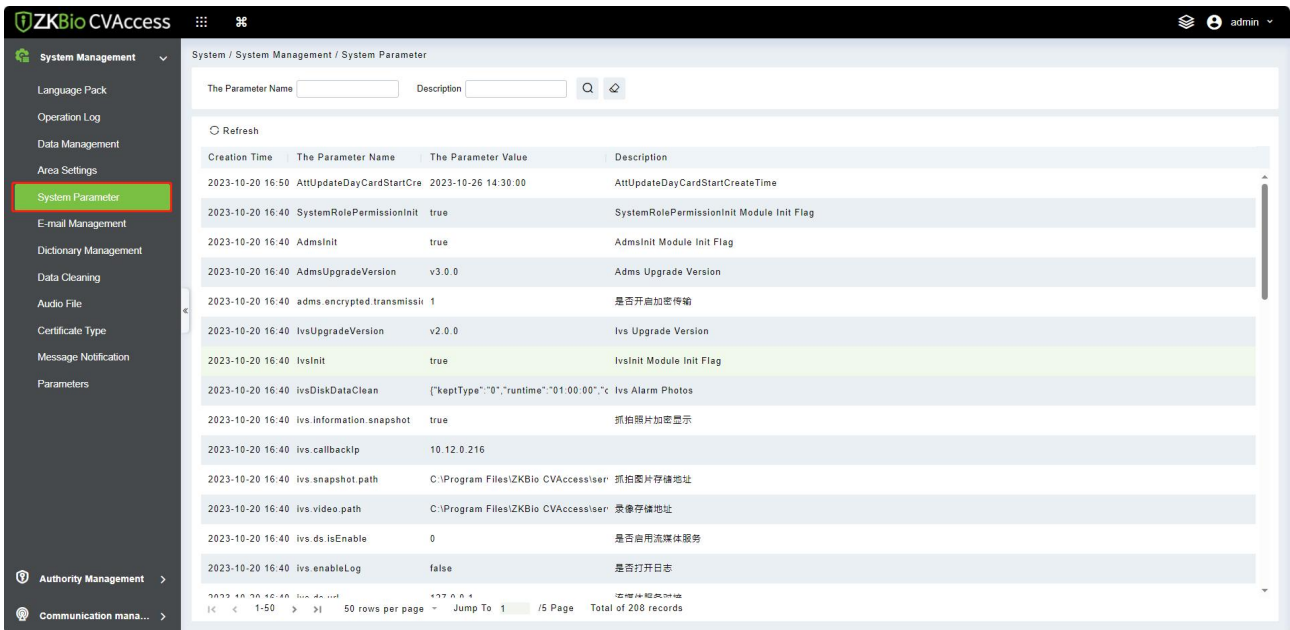 ZKBio CVAccess
admin
System Management
Language Pack
Operation Log
Data Management
Area Settings
System Parameter
E-mail Management
Dictionary Management
Data Cleaning
Audio File
Certificate Type
Message Notification
Parameters
Authority Management
Communication mana...
System / System Management / System Parameter
The Parameter Name Description
Refresh
Creation Time The Parameter Name The Parameter Value Description
2023-10-20 16:50 AttUpdateDayCardStartCre 2023-10-26 14:30:00 AttUpdateDayCardStartCreateTime
2023-10-20 16:40 SystemRolePermissionInit true SystemRolePermissionInit Module Init Flag
2023-10-20 16:40 AdmsInit true AdmsInit Module Init Flag
2023-10-20 16:40 AdmsUpgradeVersion v3.0.0 Adms Upgrade Version
2023-10-20 16:40 adms.encrypted.transmissi 1 是否开启加密传输
2023-10-20 16:40 IvsUpgradeVersion v2.0.0 Ivs Upgrade Version
2023-10-20 16:40 IvsInit true IvsInit Module Init Flag
2023-10-20 16:40 ivsDiskDataClean {"keptType":"0","runtime":"01:00:00"," Ivs Alarm Photos
2023-10-20 16:40 ivs.information.snapshot true 抓拍照片加密显示
2023-10-20 16:40 ivs.callbackIp 10.12.0.216
2023-10-20 16:40 ivs.snapshot.path C:\Program Files\ZKBio CVAccess\ser 抓拍图片存储地址
2023-10-20 16:40 ivs.video.path C:\Program Files\ZKBio CVAccess\ser 录像存储地址
2023-10-20 16:40 ivs.ds.isEnable 0 是否启用流媒体服务
2023-10-20 16:40 ivs.enableLog false 是否打开日志
2023-10-20 16:40 ivs.ds.url 127.0.0.1
1-50 50 rows per page Jump To 1 /5 Page Total of 208 records